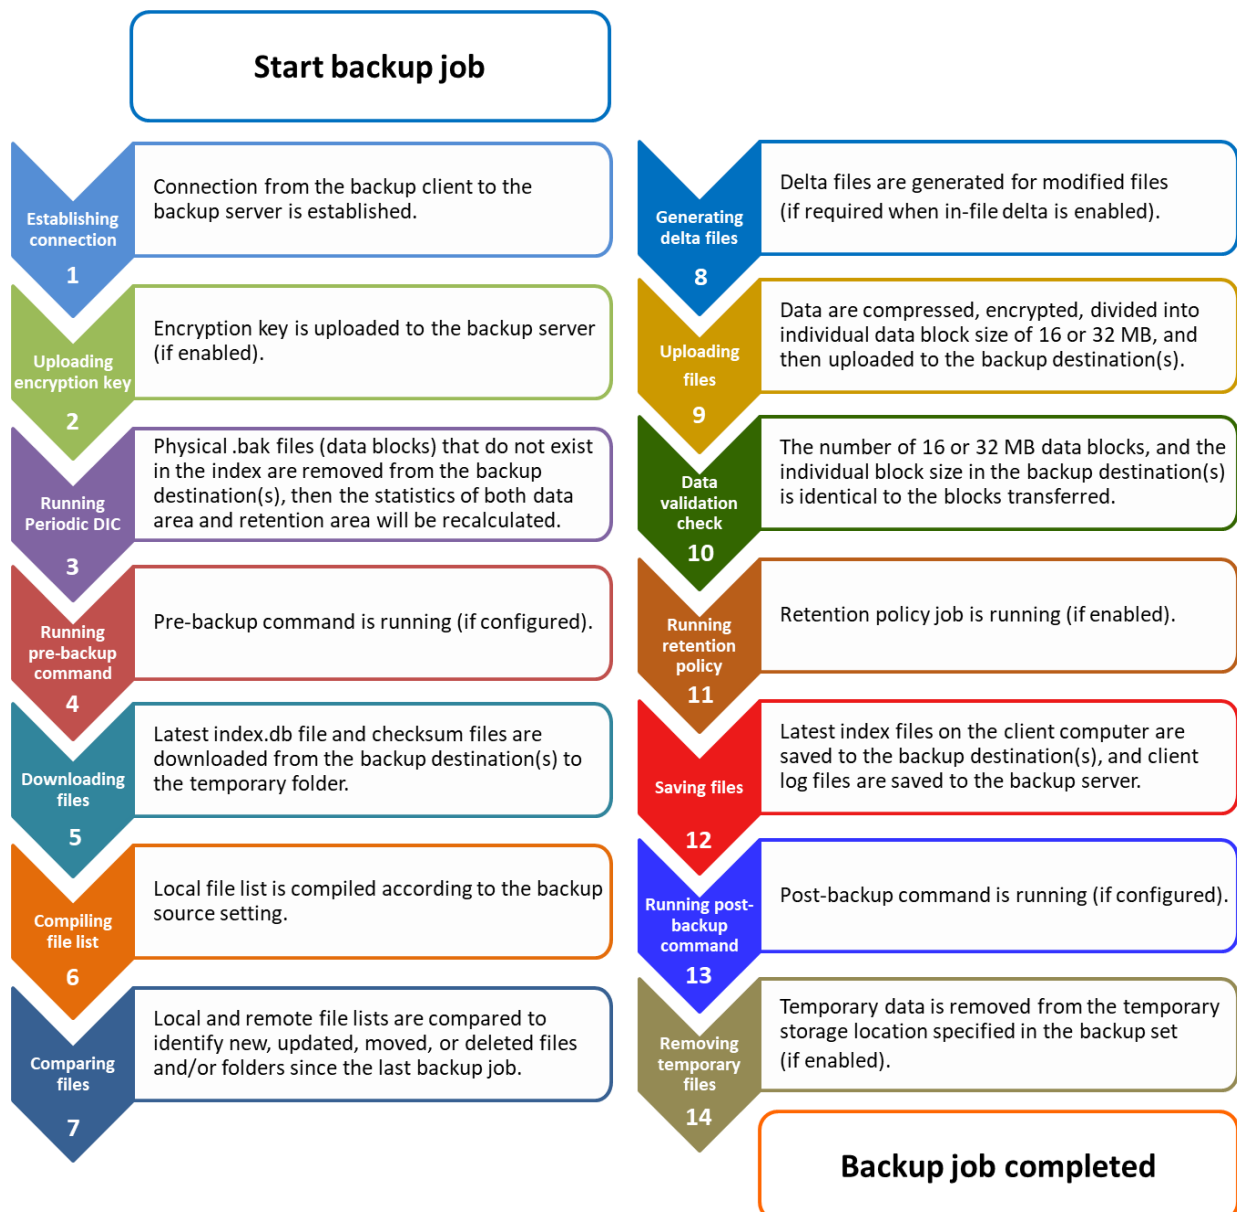 Start backup job
Establishing
connection
1
Connection from the backup client to the
backup server is established.
Uploading
encryption key
2
Encryption key is uploaded to the backup server
(if enabled).
Running
Periodic DIC
3
Physical .bak files (data blocks) that do not exist
in the index are removed from the backup
destination(s), then the statistics of both data
area and retention area will be recalculated.
Running
pre-backup
command
4
Pre-backup command is running (if configured).
Downloading
files
5
Latest index.db file and checksum files are
downloaded from the backup destination(s) to
the temporary folder.
Compiling
file list
6
Local file list is compiled according to the backup
source setting.
Comparing
files
7
Local and remote file lists are compared to
identify new, updated, moved, or deleted files
and/or folders since the last backup job.
Generating
delta files
8
Delta files are generated for modified files
(if required when in-file delta is enabled).
Uploading
files
9
Data are compressed, encrypted, divided into
individual data block size of 16 or 32 MB, and
then uploaded to the backup destination(s).
Data
validation
check
10
The number of 16 or 32 MB data blocks, and the
individual block size in the backup destination(s)
is identical to the blocks transferred.
Running
retention
policy
11
Retention policy job is running (if enabled).
Saving files
12
Latest index files on the client computer are
saved to the backup destination(s), and client
log files are saved to the backup server.
Running post-
backup
command
13
Post-backup command is running (if configured).
Removing
temporary
files
14
Temporary data is removed from the temporary
storage location specified in the backup set
(if enabled).
Backup job completed